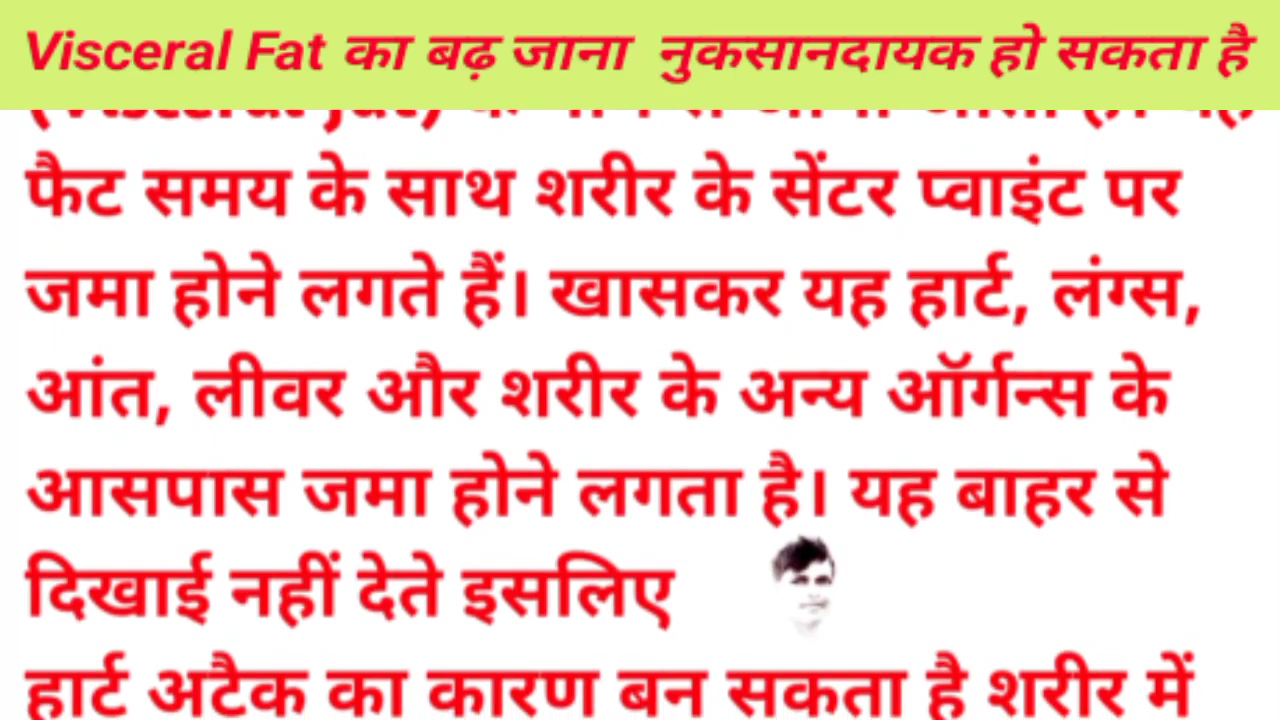 Visceral Fat का बढ़ जाना नुकसानदायक हो सकता है
फैट समय के साथ शरीर के सेंटर प्वाइंट पर
जमा होने लगते हैं। खासकर यह हार्ट, लंग्स,
आंत, लीवर और शरीर के अन्य ऑर्गन्स के
आसपास जमा होने लगता है। यह बाहर से
दिखाई नहीं देते इसलिए
हार्ट अटैक का कारण बन सकता है शरीर में